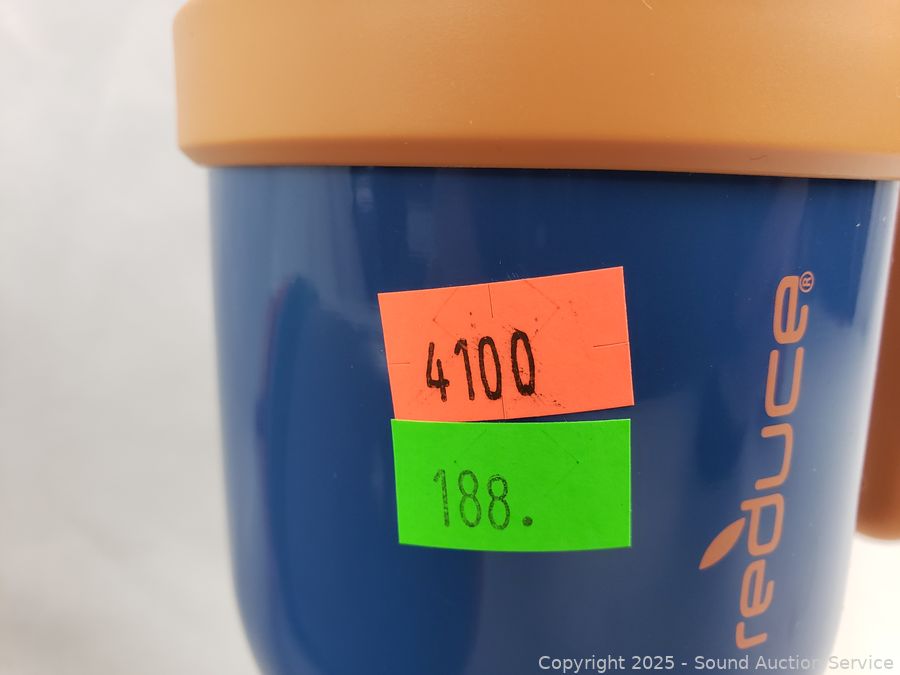 4100
188.
reduce®
Copyright 2025 - Sound Auction Service